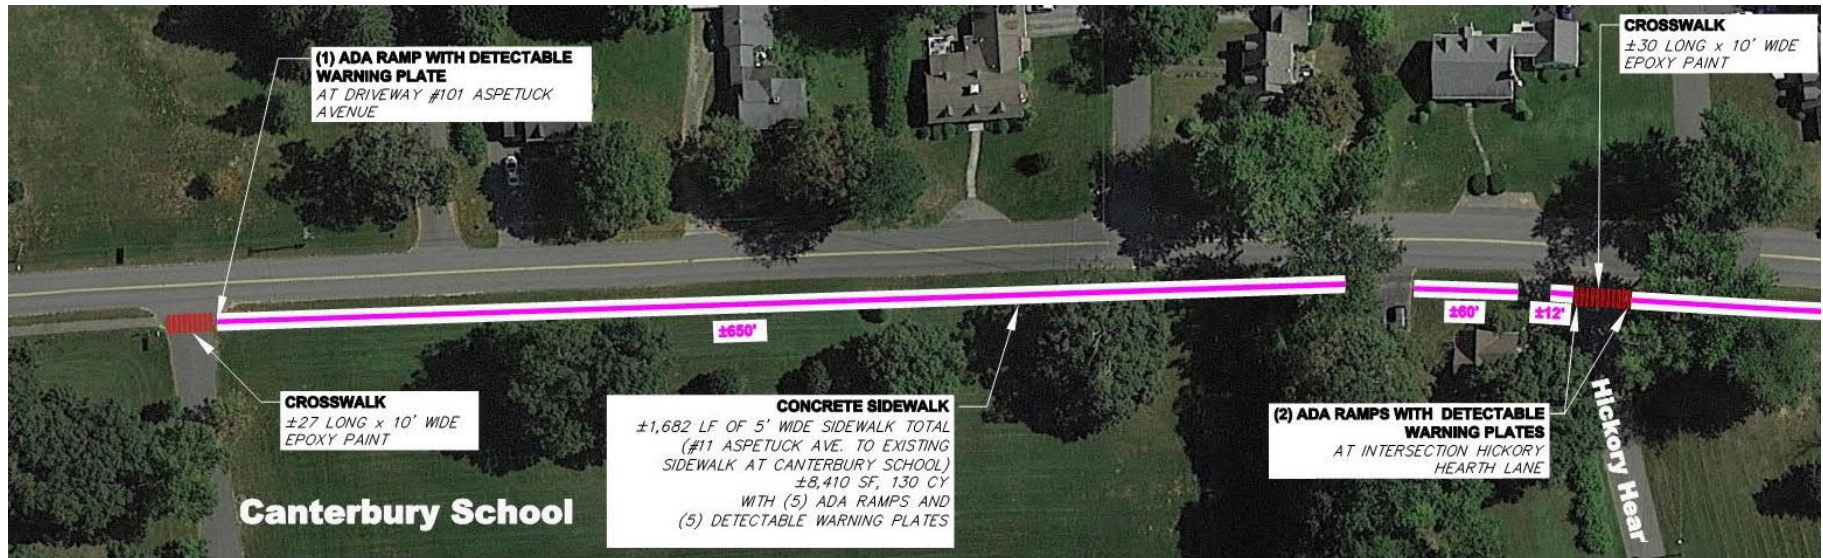 (1) ADA RAMP WITH DETECTABLE
WARNING PLATE
AT DRIVEWAY #101 ASPETUCK
AVENUE
CROSSWALK
±30 LONG x 10' WIDE
EPOXY PAINT
±650'
±60'
±12'
CROSSWALK
±27 LONG x 10' WIDE
EPOXY PAINT
CONCRETE SIDEWALK
±1,682 LF OF 5' WIDE SIDEWALK TOTAL
(#11 ASPETUCK AVE. TO EXISTING
SIDEWALK AT CANTERBURY SCHOOL)
±8,410 SF, 130 CY
WITH (5) ADA RAMPS AND
(5) DETECTABLE WARNING PLATES
(2) ADA RAMPS WITH DETECTABLE
WARNING PLATES
AT INTERSECTION HICKORY
HEARTH LANE
Hickory Hear
Canterbury School